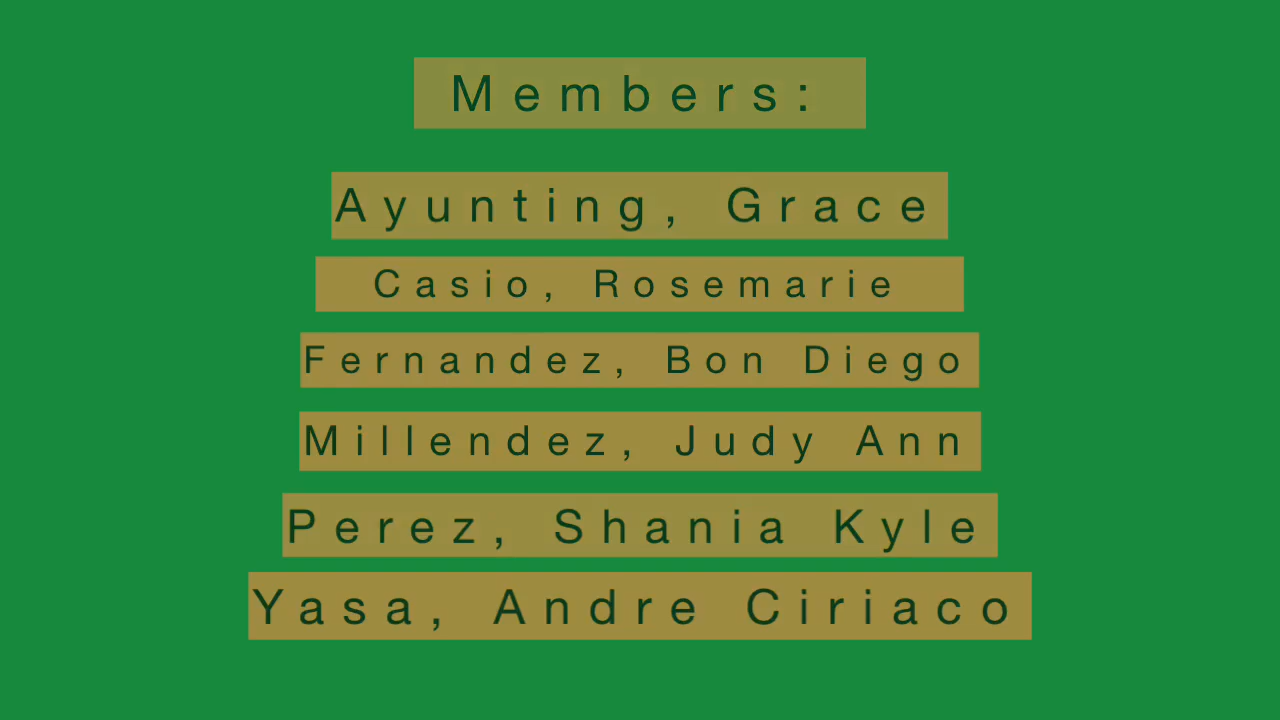 Members:
Ayunting, Grace
Casio, Rosemarie
Fernandez, Bon Diego
Millendez, Judy Ann
Perez, Shania Kyle
Yasa, Andre Ciriaco